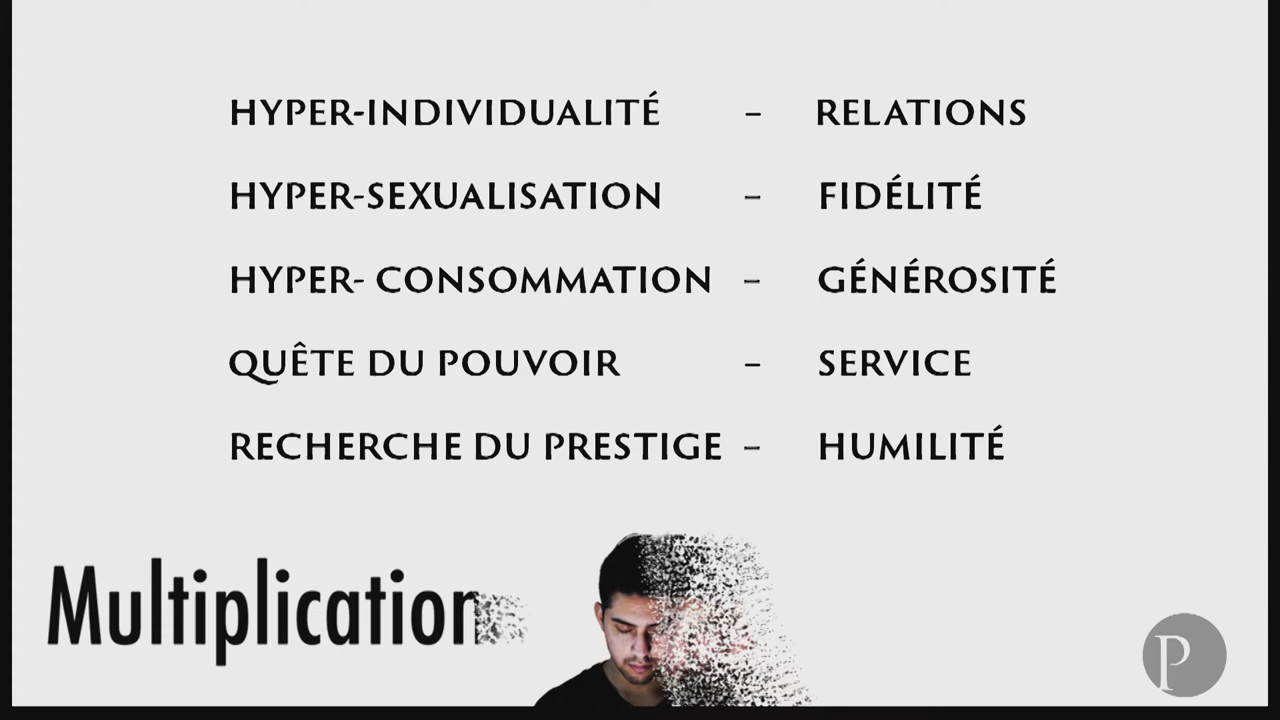 HYPER-INDIVIDUALITÉ – RELATIONS
HYPER-SEXUALISATION – FIDÉLITÉ
HYPER- CONSOMMATION – GÉNÉROSITÉ
QUÊTE DU POUVOIR – SERVICE
RECHERCHE DU PRESTIGE – HUMILITÉ
Multiplication
P